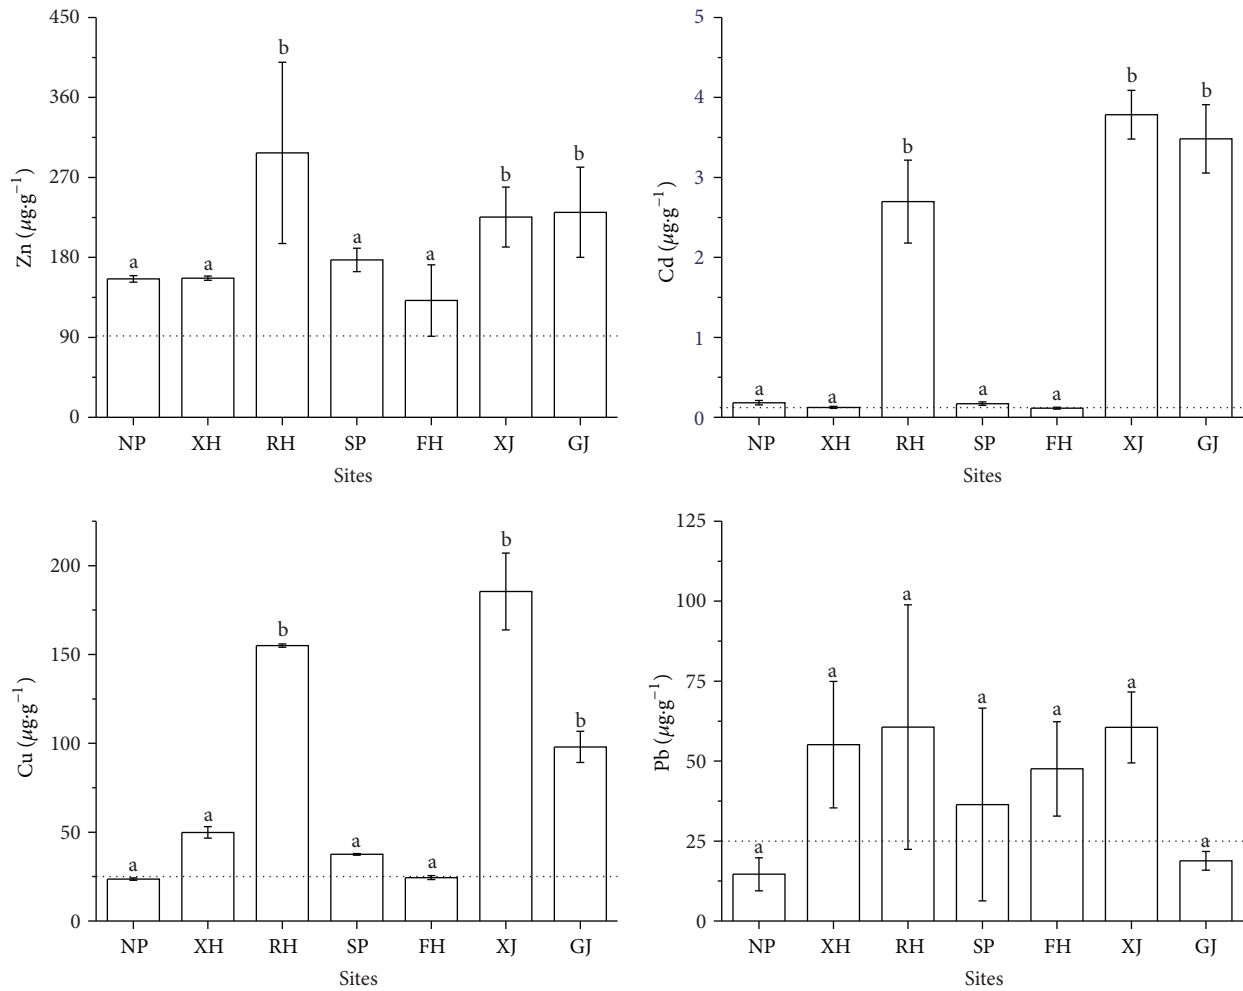 450
360
270
180
90
0
Zn (μg·g⁻¹)
a
a
b
a
a
b
b
NP XH RH SP FH XJ GJ
Sites
5
4
3
2
1
0
Cd (μg·g⁻¹)
a
a
b
a
a
b
b
NP XH RH SP FH XJ GJ
Sites
200
150
100
50
0
Cu (μg·g⁻¹)
a
a
b
a
a
b
b
NP XH RH SP FH XJ GJ
Sites
125
100
75
50
25
0
Pb (μg·g⁻¹)
a
a
a
a
a
a
a
NP XH RH SP FH XJ GJ
Sites